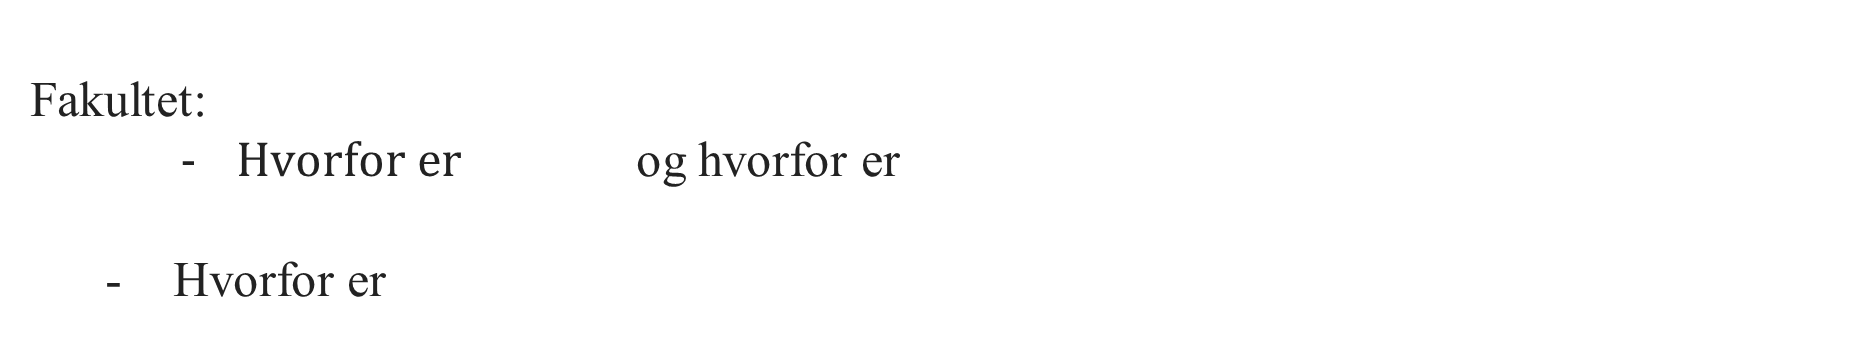 Fakultet:
- Hvorfor er og hvorfor er
- Hvorfor er